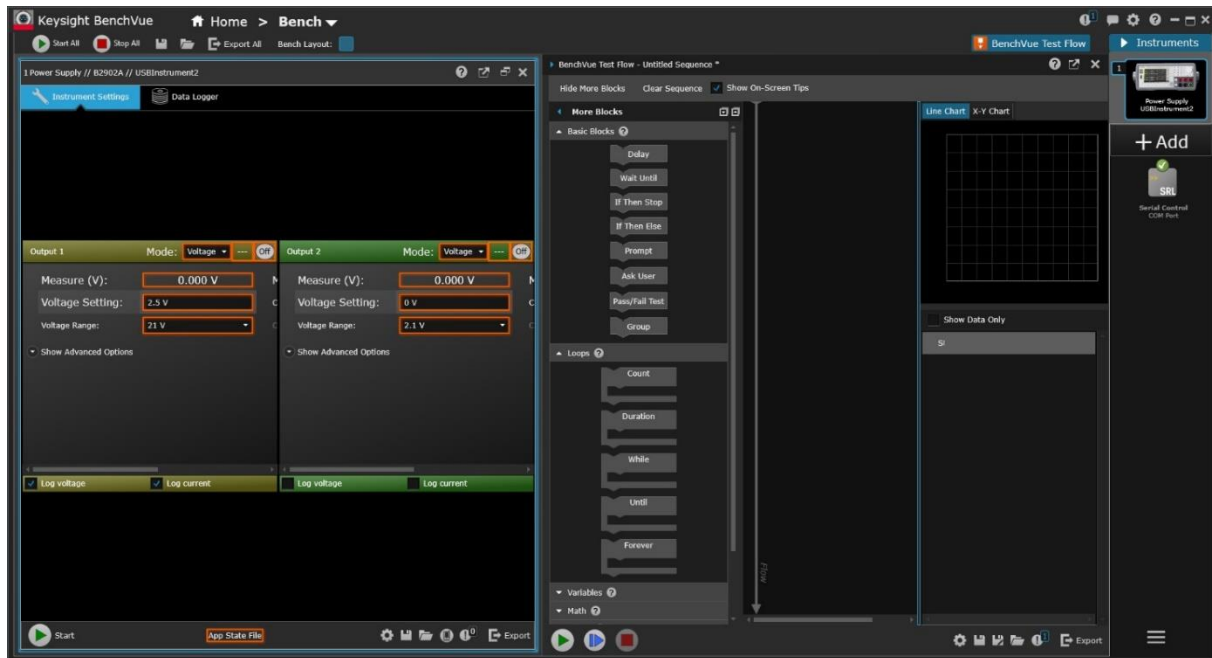 Keysight BenchVue
Home > Bench
1
Start All
Stop All
Export All
Bench Layout:
BenchVue Test Flow
Instruments
1 Power Supply // B2902A // USBInstrument2
Instrument Settings
Data Logger
Output 1
Mode:
Voltage
---
Off
Measure (V):
0.000 V
M
Voltage Setting:
2.5 V
C
Voltage Range:
21 V
Show Advanced Options
Log voltage
Log current
Output 2
Mode:
Voltage
---
Off
Measure (V):
0.000 V
M
Voltage Setting:
0 V
C
Voltage Range:
2.1 V
Show Advanced Options
Log voltage
Log current
Start
App State File
0
Export
BenchVue Test Flow - Untitled Sequence *
Hide More Blocks
Clear Sequence
Show On-Screen Tips
More Blocks
Basic Blocks
Delay
Wait Until
If Then Stop
If Then Else
Prompt
Ask User
Pass/Fail Test
Group
Loops
Count
Duration
While
Until
Forever
Variables
Math
Flow
Line Chart
X-Y Chart
Show Data Only
1
Export
1
Power Supply
USBInstrument2
+ Add
SRL
Serial Control
COM Port